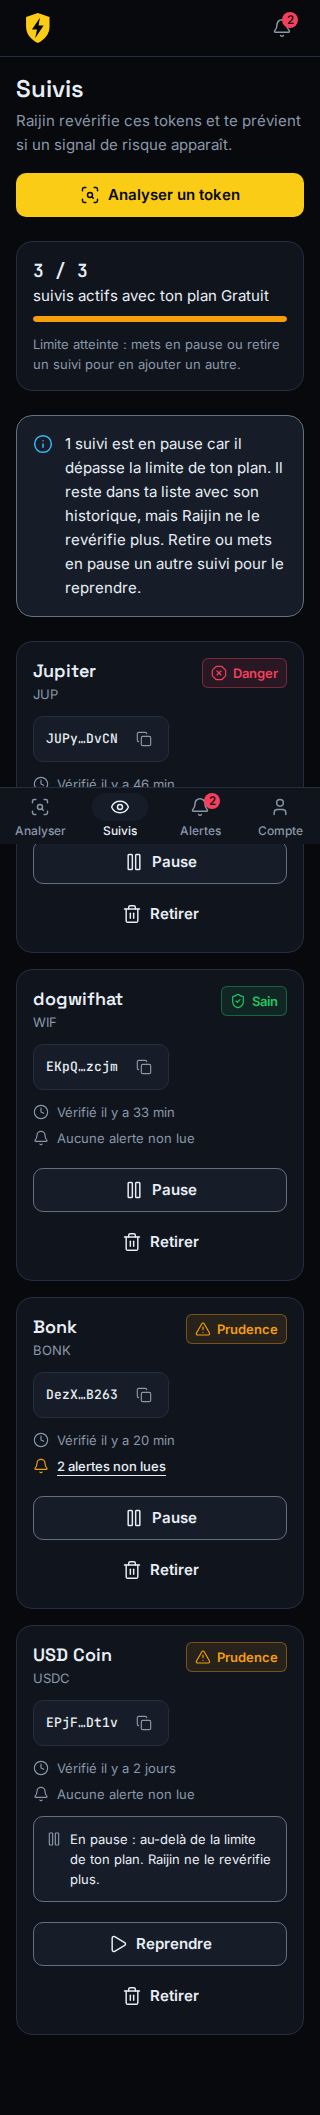 2
Suivis
Raijin revérifie ces tokens et te prévient
si un signal de risque apparaît.
Analyser un token
3 / 3
suivis actifs avec ton plan Gratuit
Limite atteinte : mets en pause ou retire
un suivi pour en ajouter un autre.
1 suivi est en pause car il
dépasse la limite de ton plan. Il
reste dans ta liste avec son
historique, mais Raijin ne le
revérifie plus. Retire ou mets
en pause un autre suivi pour le
reprendre.
Jupiter
Danger
JUP
JUPy…DvCN
Vérifié il y a 46 min
2
Analyser
Suivis
Alertes
Compte
Pause
Retirer
dogwifhat
Sain
WIF
EKpQ…zcjm
Vérifié il y a 33 min
Aucune alerte non lue
Pause
Retirer
Bonk
Prudence
BONK
DezX…B263
Vérifié il y a 20 min
2 alertes non lues
Pause
Retirer
USD Coin
Prudence
USDC
EPjF…Dt1v
Vérifié il y a 2 jours
Aucune alerte non lue
En pause : au-delà de la limite
de ton plan. Raijin ne le revérifie
plus.
Reprendre
Retirer